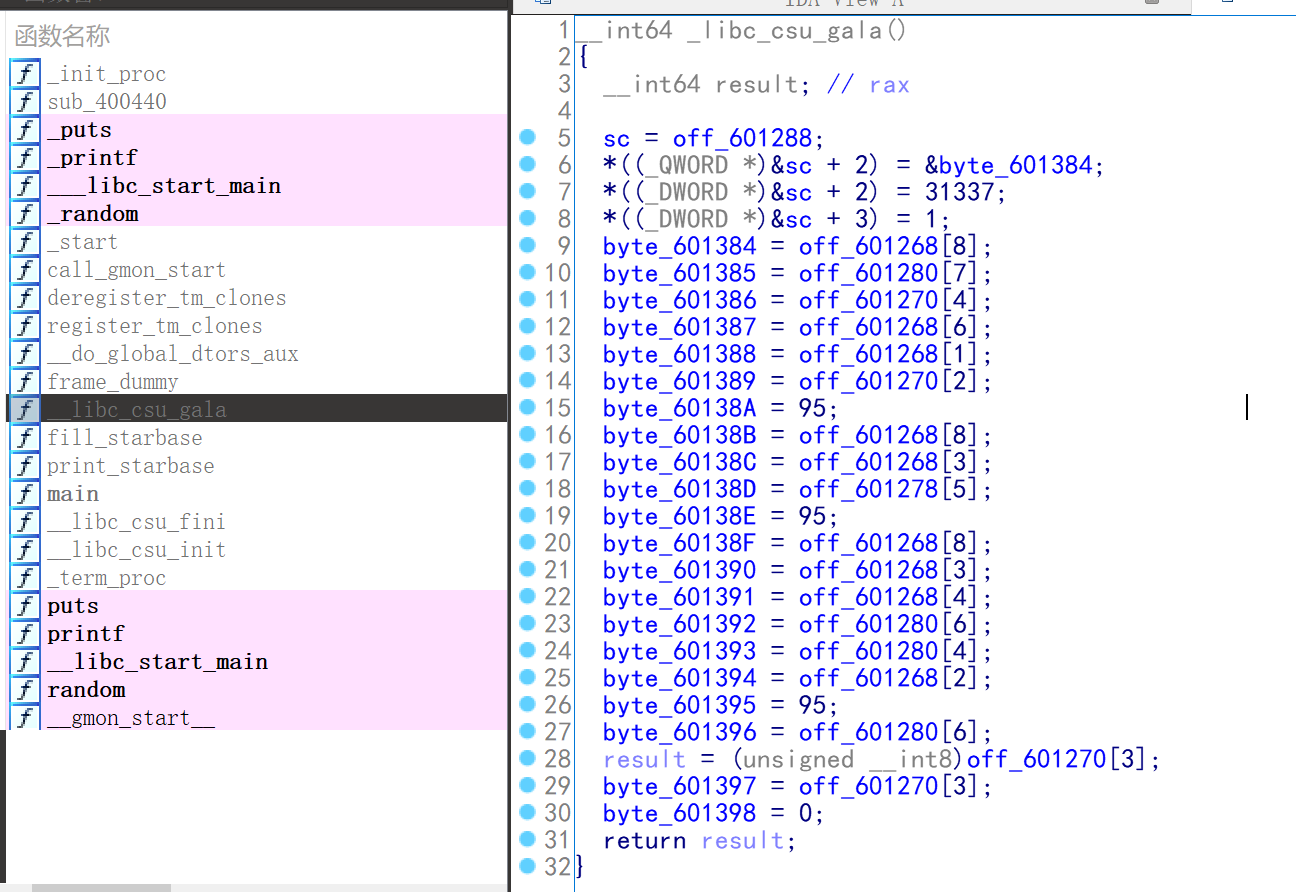 函数名称
_init_proc
sub_400440
_puts
_printf
___libc_start_main
_random
_start
call_gmon_start
deregister_tm_clones
register_tm_clones
__do_global_dtors_aux
frame_dummy
__libc_csu_gala
fill_starbase
print_starbase
main
__libc_csu_fini
__libc_csu_init
_term_proc
puts
printf
__libc_start_main
random
__gmon_start__
1 __int64 _libc_csu_gala()
2 {
3 __int64 result; // rax
4
5 sc = off_601288;
6 *((_QWORD *)&sc + 2) = &byte_601384;
7 *((_DWORD *)&sc + 2) = 31337;
8 *((_DWORD *)&sc + 3) = 1;
9 byte_601384 = off_601268[8];
10 byte_601385 = off_601280[7];
11 byte_601386 = off_601270[4];
12 byte_601387 = off_601268[6];
13 byte_601388 = off_601268[1];
14 byte_601389 = off_601270[2];
15 byte_60138A = 95;
16 byte_60138B = off_601268[8];
17 byte_60138C = off_601268[3];
18 byte_60138D = off_601278[5];
19 byte_60138E = 95;
20 byte_60138F = off_601268[8];
21 byte_601390 = off_601268[3];
22 byte_601391 = off_601268[4];
23 byte_601392 = off_601280[6];
24 byte_601393 = off_601280[4];
25 byte_601394 = off_601268[2];
26 byte_601395 = 95;
27 byte_601396 = off_601280[6];
28 result = (unsigned __int8)off_601270[3];
29 byte_601397 = off_601270[3];
30 byte_601398 = 0;
31 return result;
32 }